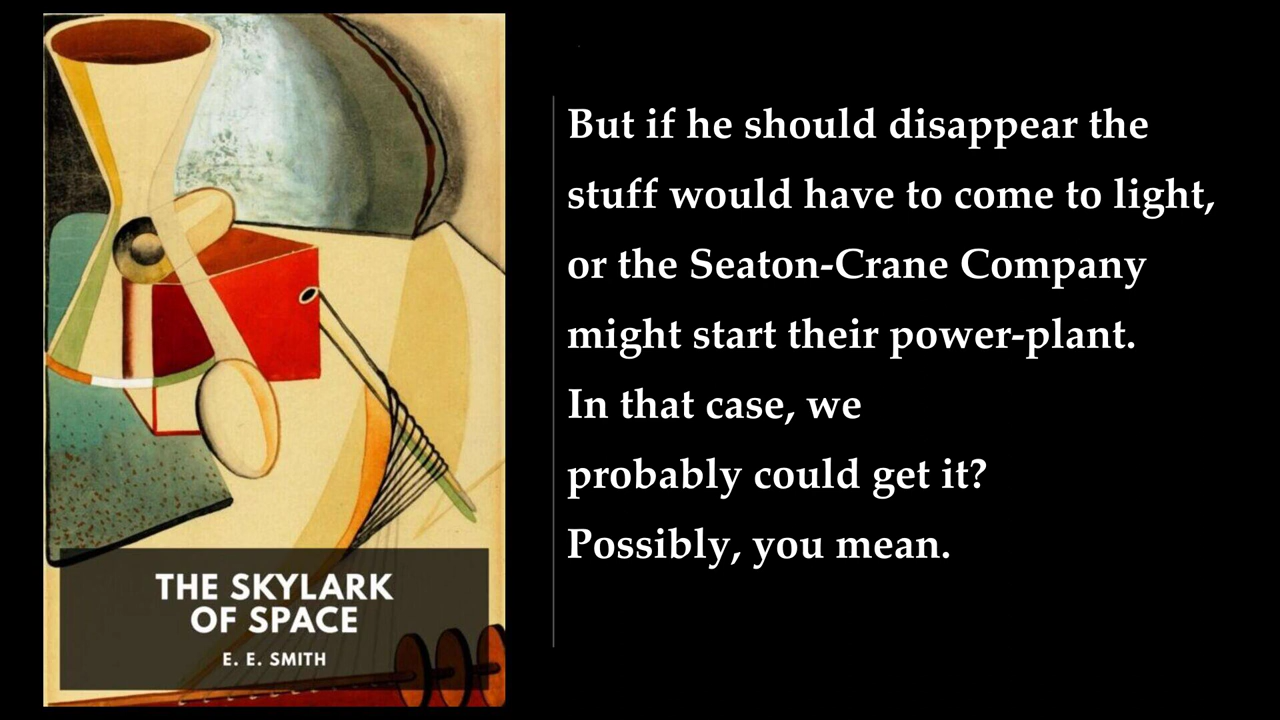 THE SKYLARK
OF SPACE
E. E. SMITH
But if he should disappear the
stuff would have to come to light,
or the Seaton-Crane Company
might start their power-plant.
In that case, we
probably could get it?
Possibly, you mean.